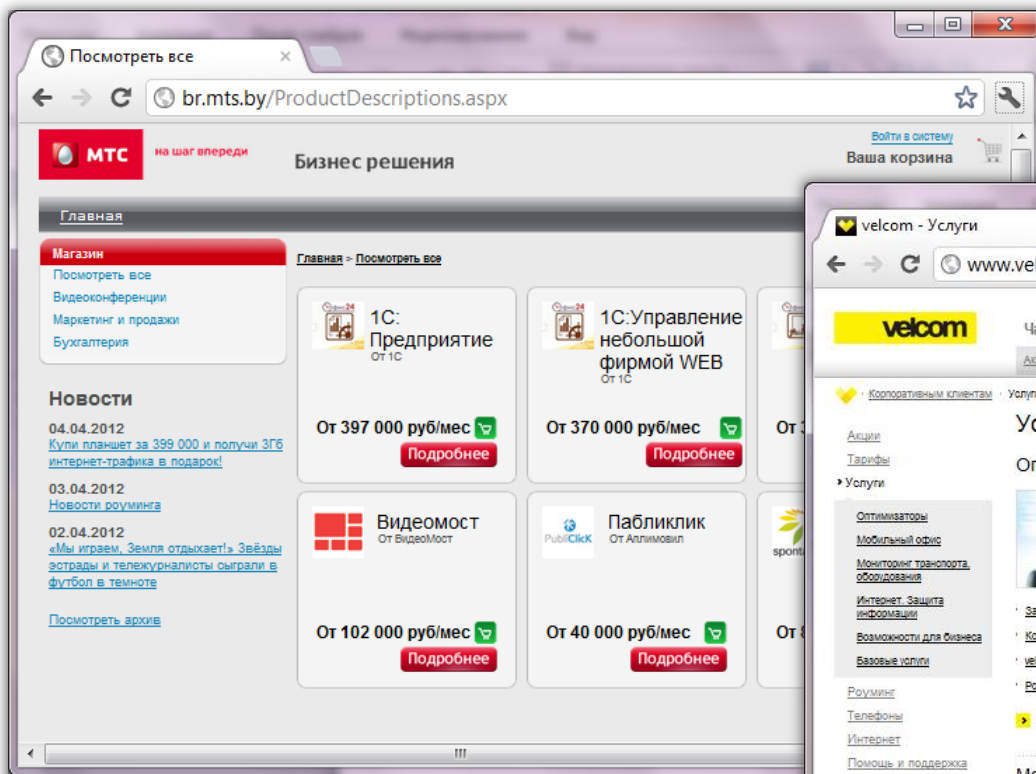 Посмотреть все
br.mts.by/ProductDescriptions.aspx
МТС
на шаг впереди
Бизнес решения
Войти в систему
Ваша корзина
Главная
Магазин
Посмотреть все
Видеоконференции
Маркетинг и продажи
Бухгалтерия
Новости
04.04.2012
Купи планшет за 399 000 и получи 3Гб
интернет-трафика в подарок!
03.04.2012
Новости роуминга
02.04.2012
«Мы играем, Земля отдыхает!» Звёзды
эстрады и тележурналисты сыграли в
футбол в темноте
Посмотреть архив
Главная > Посмотреть все
1С:
Предприятие
От 1С
От 397 000 руб/мес
Подробнее
1С:Управление
небольшой
фирмой WEB
От 1С
От 370 000 руб/мес
Подробнее
От 3
Видеомост
От ВидеоМост
От 102 000 руб/мес
Подробнее
PubliClick
Пабликлик
От Аплимовил
От 40 000 руб/мес
Подробнее
От
velcom - Услуги
www.vel
velcom
Корпоративным клиентам
Акции
Тарифы
Услуги
Оптимизаторы
Мобильный офис
Мониторинг транспорта,
оборудования
Интернет. Защита
информации
Возможности для бизнеса
Базовые услуги
Роуминг
Телефоны
Интернет
Помощь и поддержка